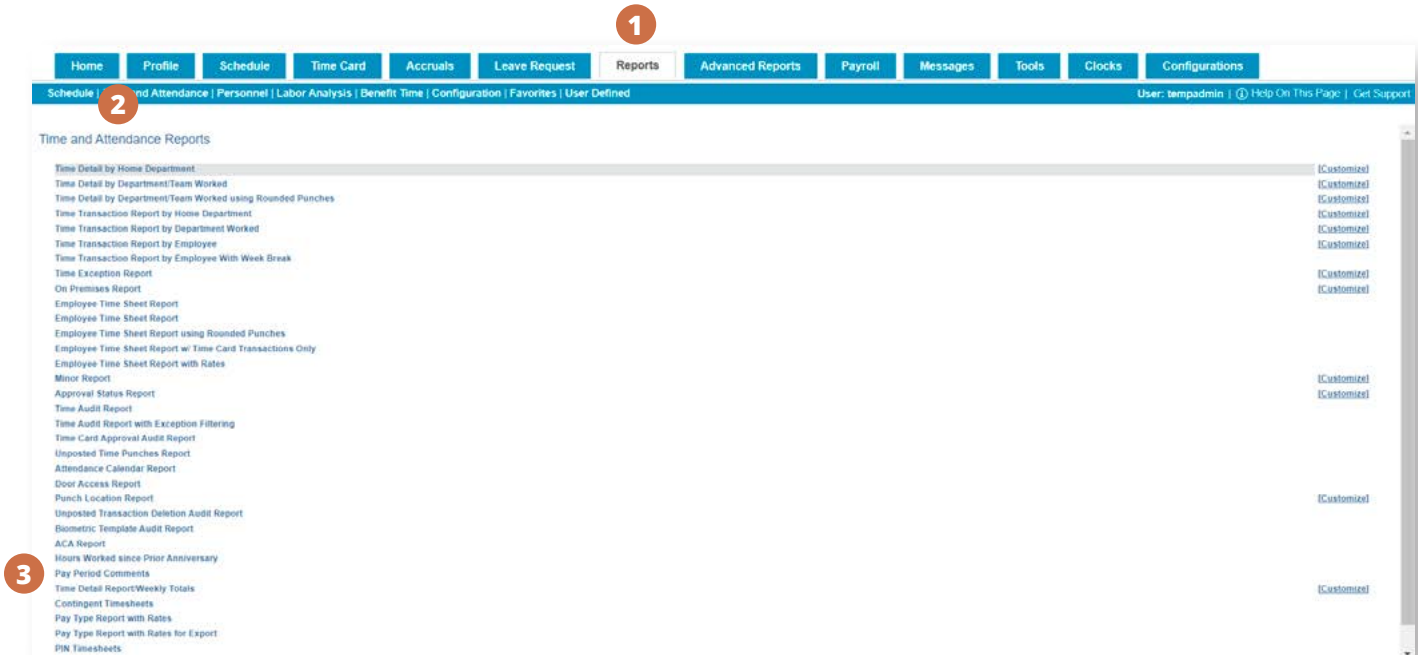 1
Home Profile Schedule Time Card Accruals Leave Request Reports Advanced Reports Payroll Messages Tools Clocks Configurations
Schedule | nd Attendance | Personnel | Labor Analysis | Benefit Time | Configuration | Favorites | User Defined User: tempadmin | Help On This Page | Get Support
2
Time and Attendance Reports
Time Detail by Home Department [Customize]
Time Detail by Department/Team Worked [Customize]
Time Detail by Department/Team Worked using Rounded Punches [Customize]
Time Transaction Report by Home Department [Customize]
Time Transaction Report by Department Worked [Customize]
Time Transaction Report by Employee [Customize]
Time Transaction Report by Employee With Week Break
Time Exception Report [Customize]
On Premises Report [Customize]
Employee Time Sheet Report
Employee Time Sheet Report
Employee Time Sheet Report using Rounded Punches
Employee Time Sheet Report w/ Time Card Transactions Only
Employee Time Sheet Report with Rates
Minor Report [Customize]
Approval Status Report [Customize]
Time Audit Report
Time Audit Report with Exception Filtering
Time Card Approval Audit Report
Unposted Time Punches Report
Attendance Calendar Report
Door Access Report
Punch Location Report [Customize]
Unposted Transaction Deletion Audit Report
Biometric Template Audit Report
ACA Report
Hours Worked since Prior Anniversary
3
Pay Period Comments
Time Detail Report/Weekly Totals [Customize]
Contingent Timesheets
Pay Type Report with Rates
Pay Type Report with Rates for Export
PIN Timesheets